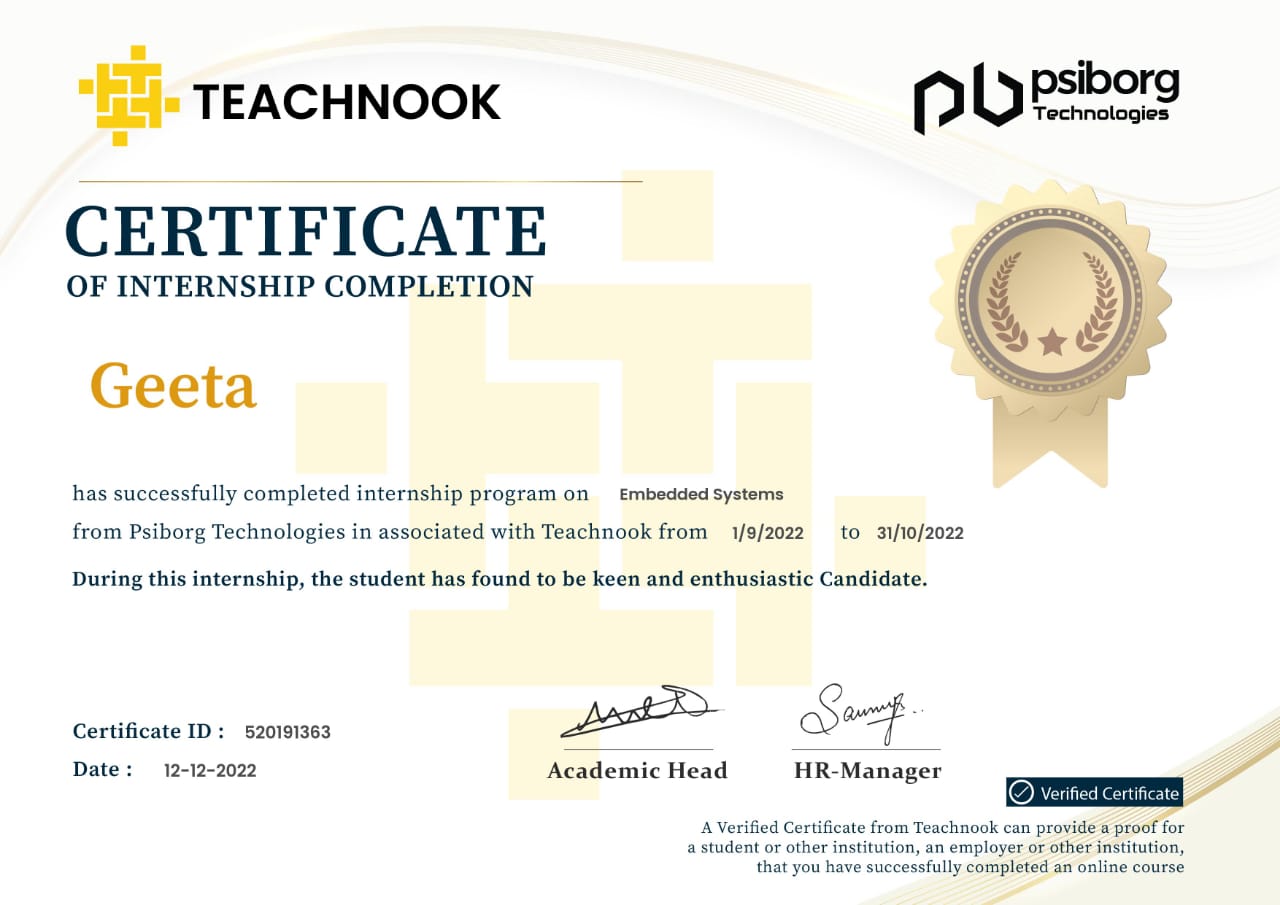 TEACHNOOK
pb psiborg
Technologies
CERTIFICATE
OF INTERNSHIP COMPLETION
Geeta
has successfully completed internship program on Embedded Systems
from Psiborg Technologies in associated with Teachnook from 1/9/2022 to 31/10/2022
During this internship, the student has found to be keen and enthusiastic Candidate.
Certificate ID : 520191363
Date : 12-12-2022
Academic Head
HR-Manager
Verified Certificate
A Verified Certificate from Teachnook can provide a proof for
a student or other institution, an employer or other institution,
that you have successfully completed an online course